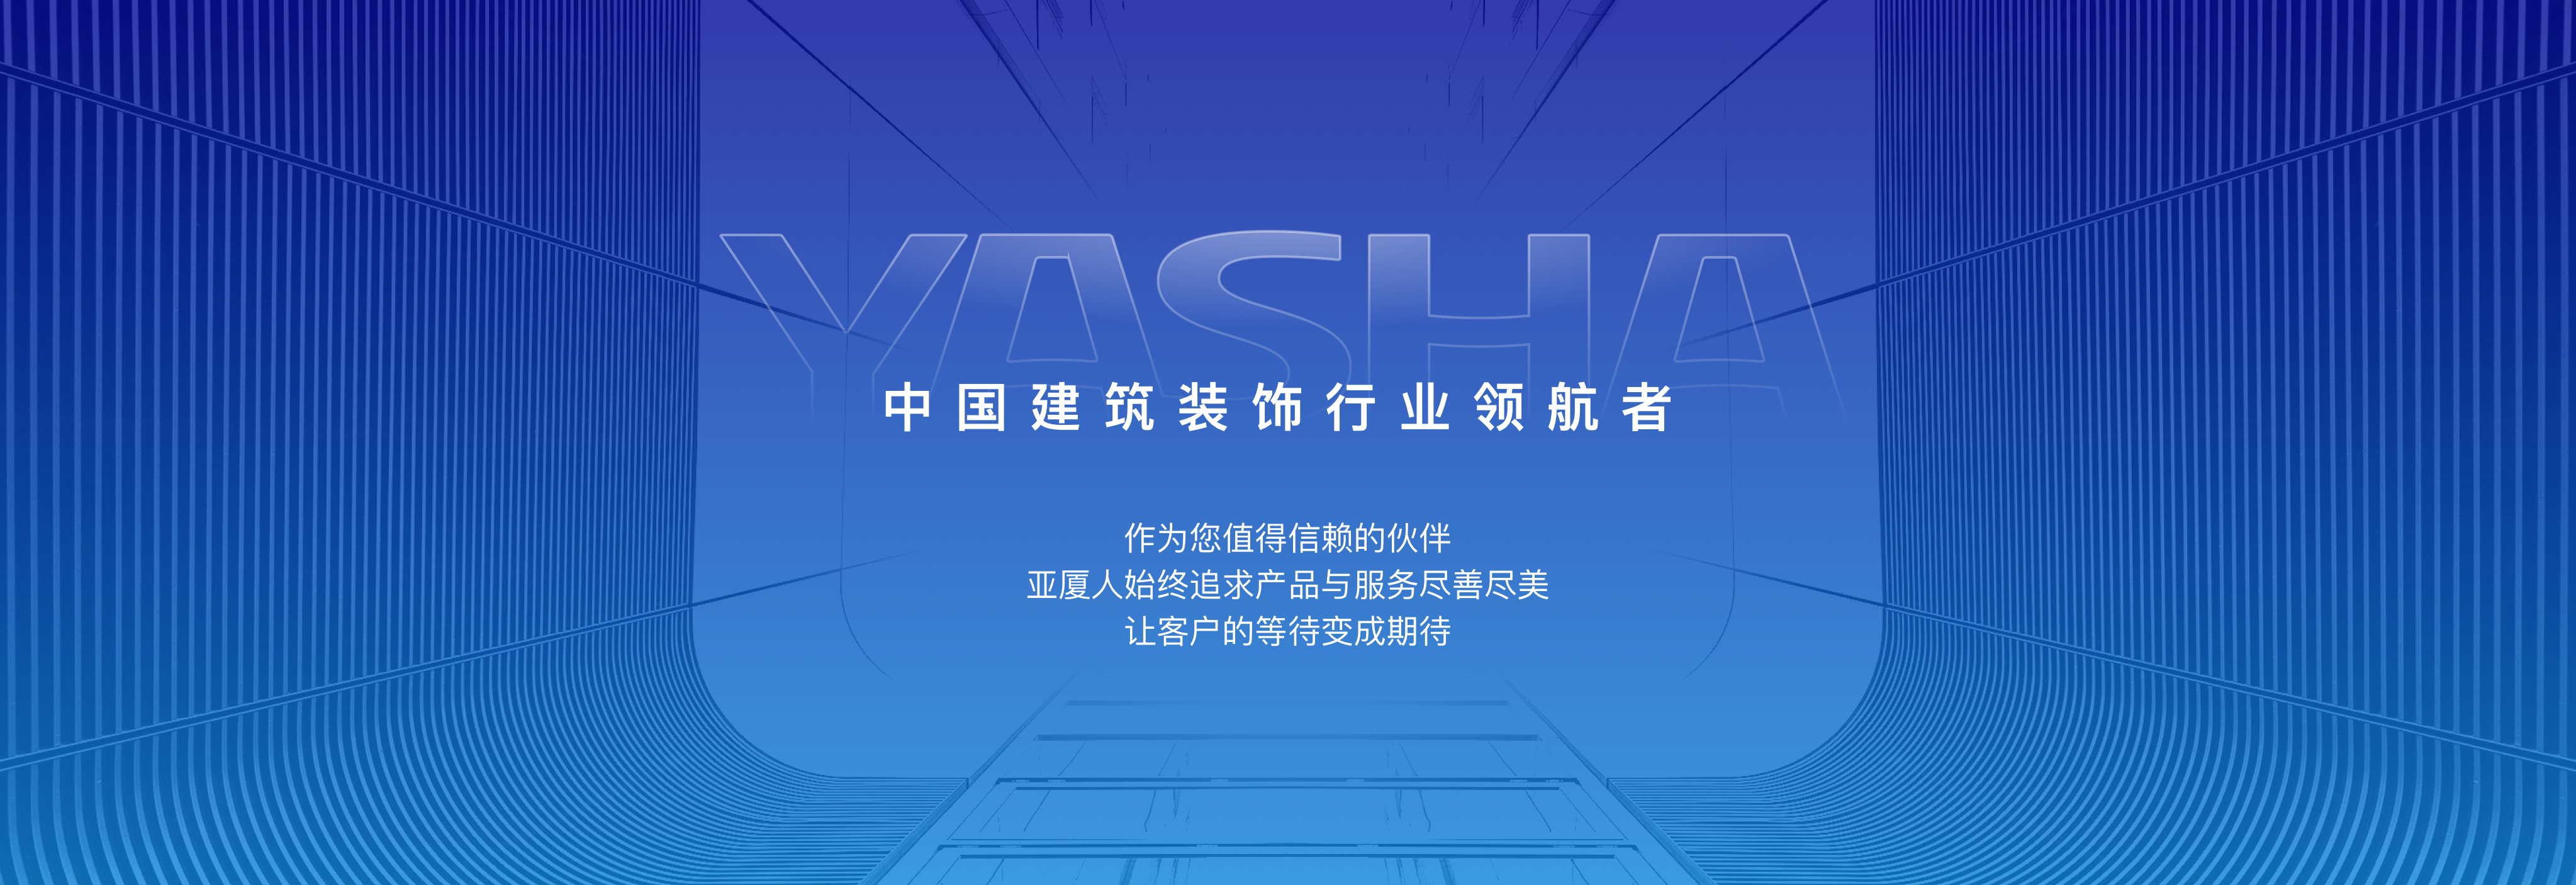 YASHA
中国建筑装饰行业领航者
作为您值得信赖的伙伴
亚厦人始终追求产品与服务尽善尽美
让客户的等待变成期待